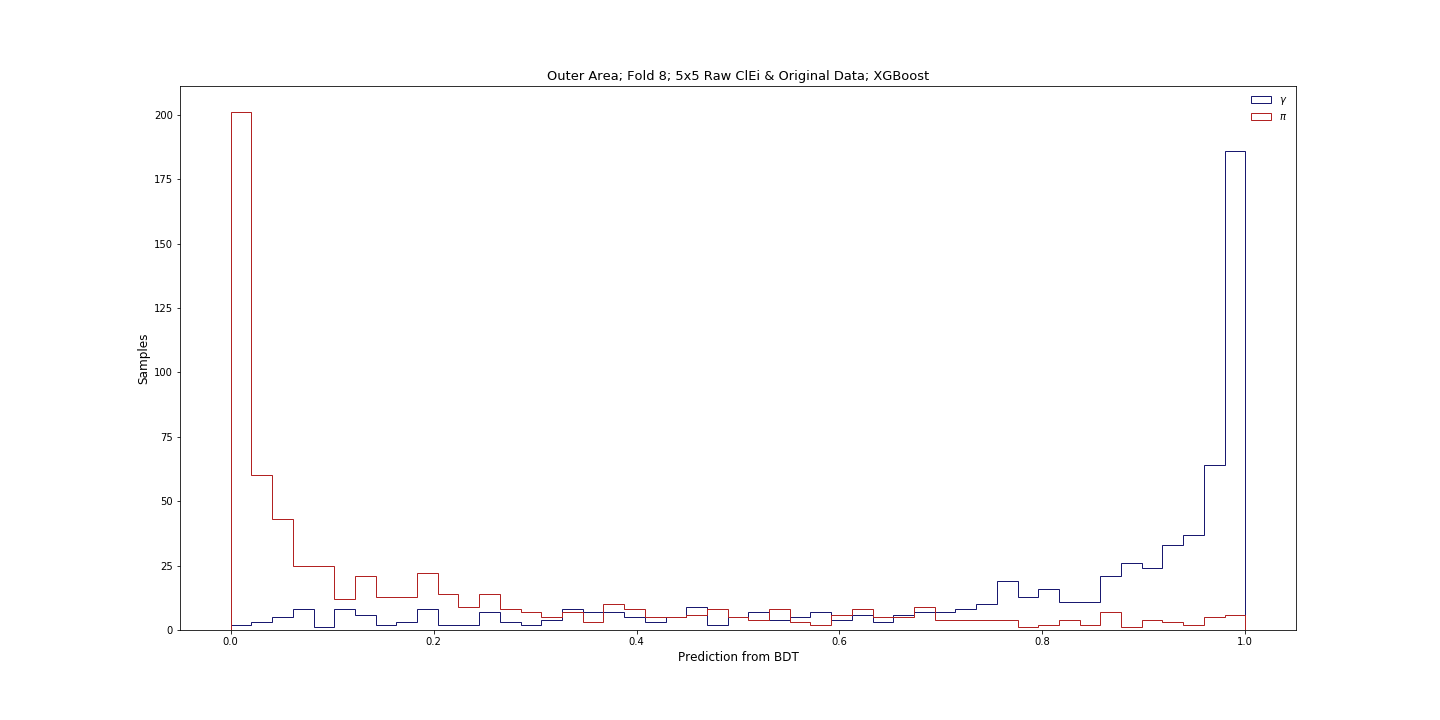 Outer Area; Fold 8; 5x5 Raw ClEi & Original Data; XGBoost
γ
π
200
175
150
125
100
75
50
25
0
Samples
0.0 0.2 0.4 0.6 0.8 1.0
Prediction from BDT